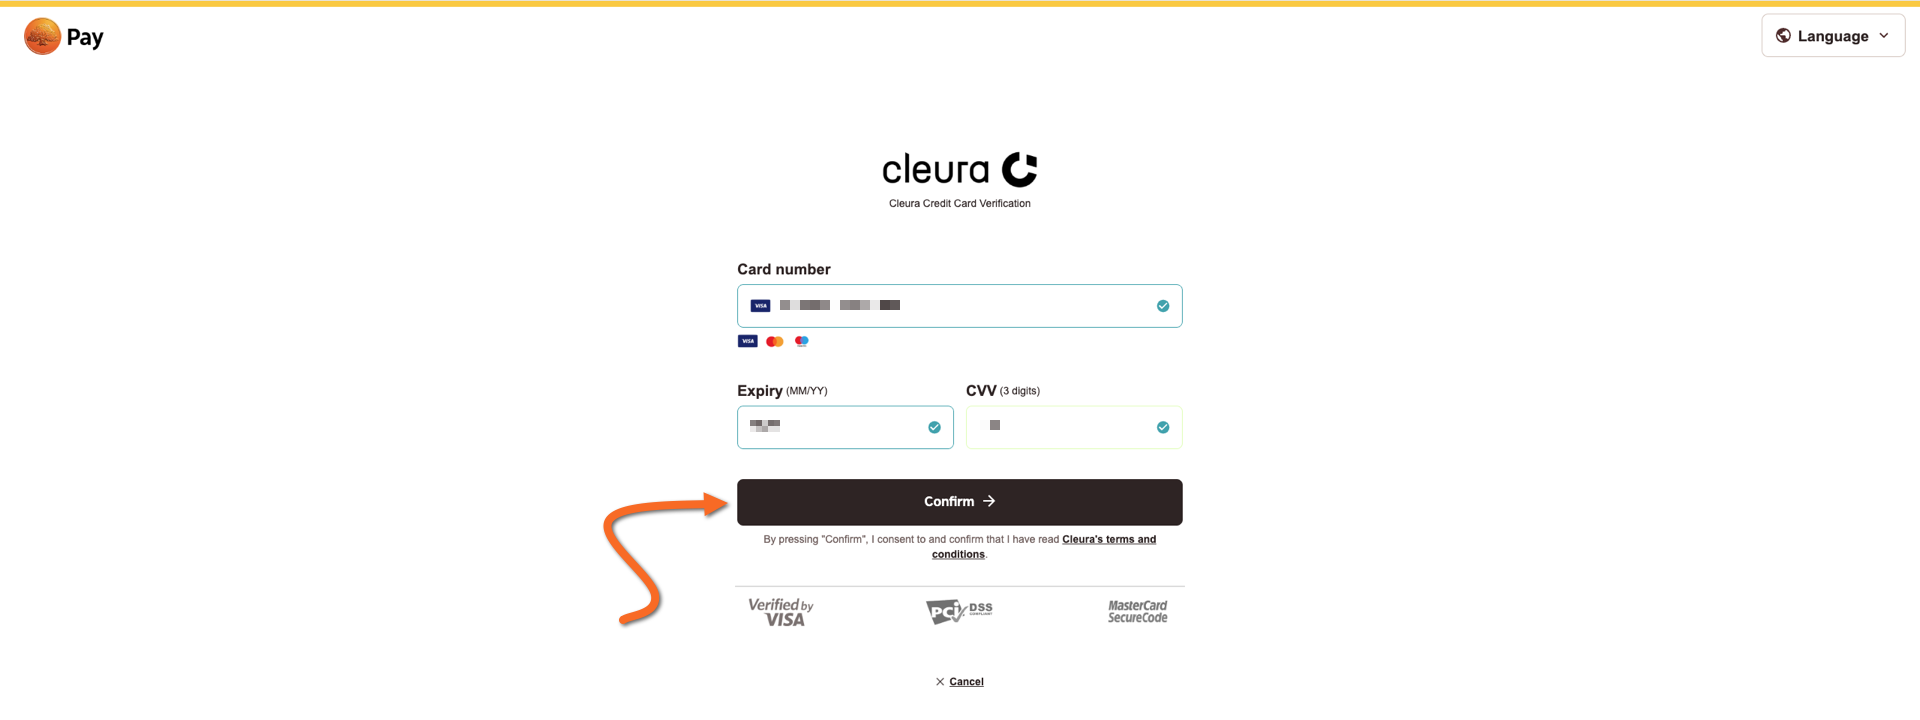 Pay
Language
cleura
Cleura Credit Card Verification
Card number
VISA
VISA
Expiry (MM/YY)
CVV (3 digits)
Confirm →
By pressing "Confirm", I consent to and confirm that I have read Cleura's terms and
conditions.
Verified by
VISA
PCI DSS
COMPLIANT
MasterCard
SecureCode
× Cancel